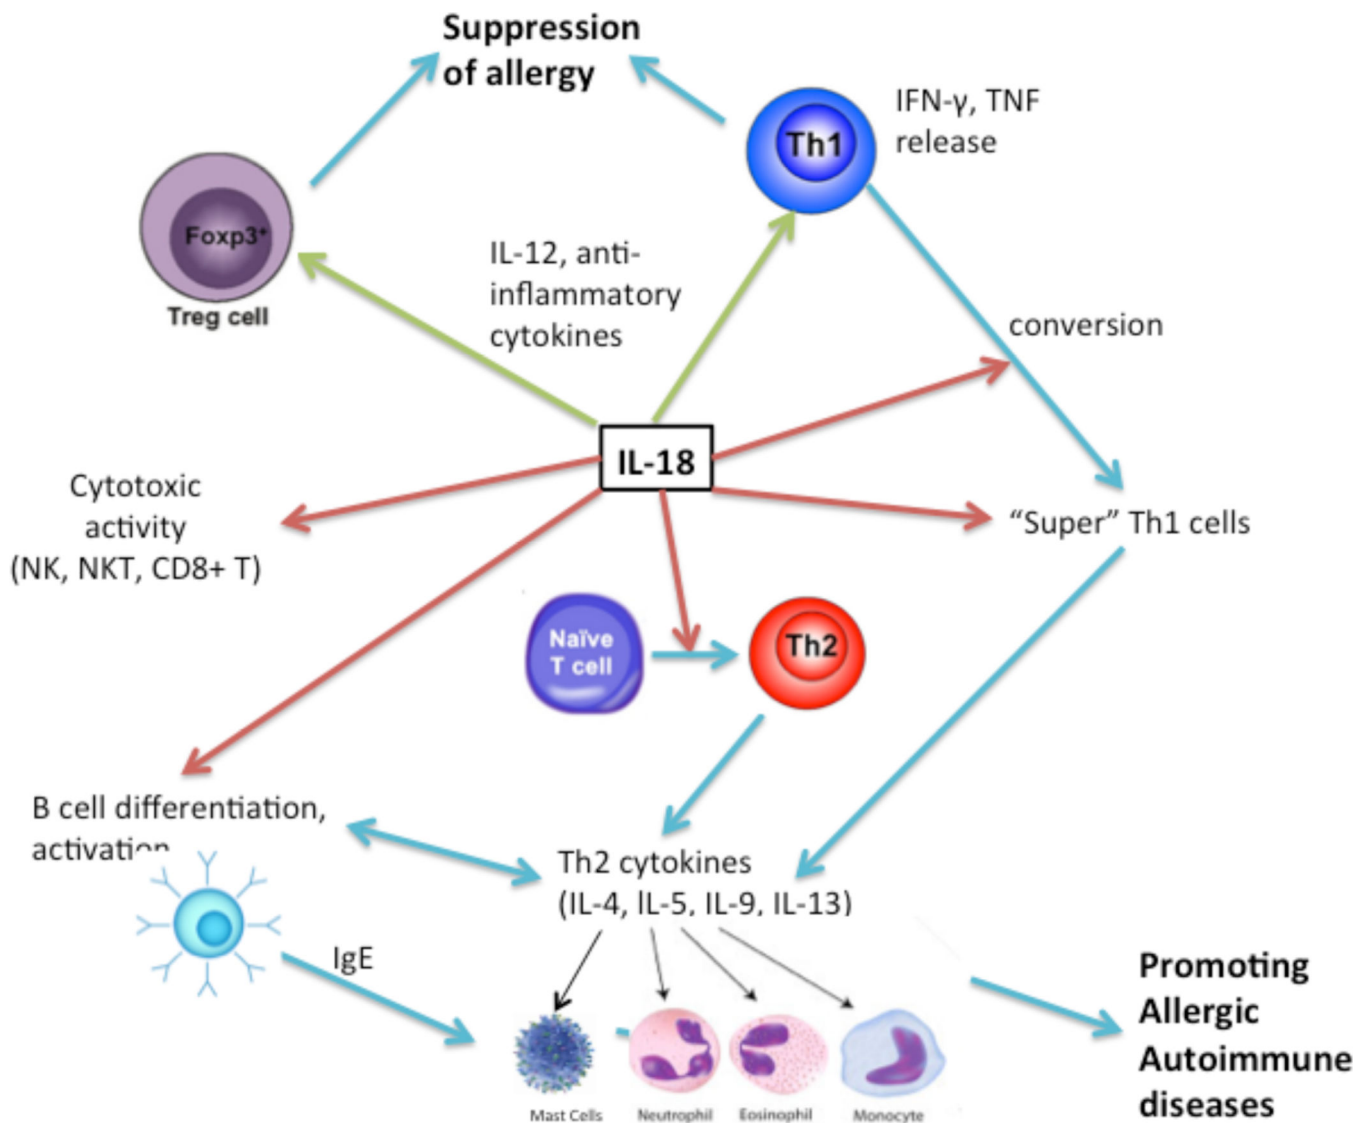 Suppression
of allergy
IFN-γ, TNF
release
Th1
Foxp3⁺
Treg cell
IL-12, anti-
inflammatory
cytokines
conversion
IL-18
Cytotoxic
activity
(NK, NKT, CD8+ T)
“Super” Th1 cells
Naïve
T cell
Th2
B cell differentiation,
activation
Th2 cytokines
(IL-4, IL-5, IL-9, IL-13)
IgE
Promoting
Allergic
Autoimmune
diseases
Mast Cells
Neutrophil
Eosinophil
Monocyte